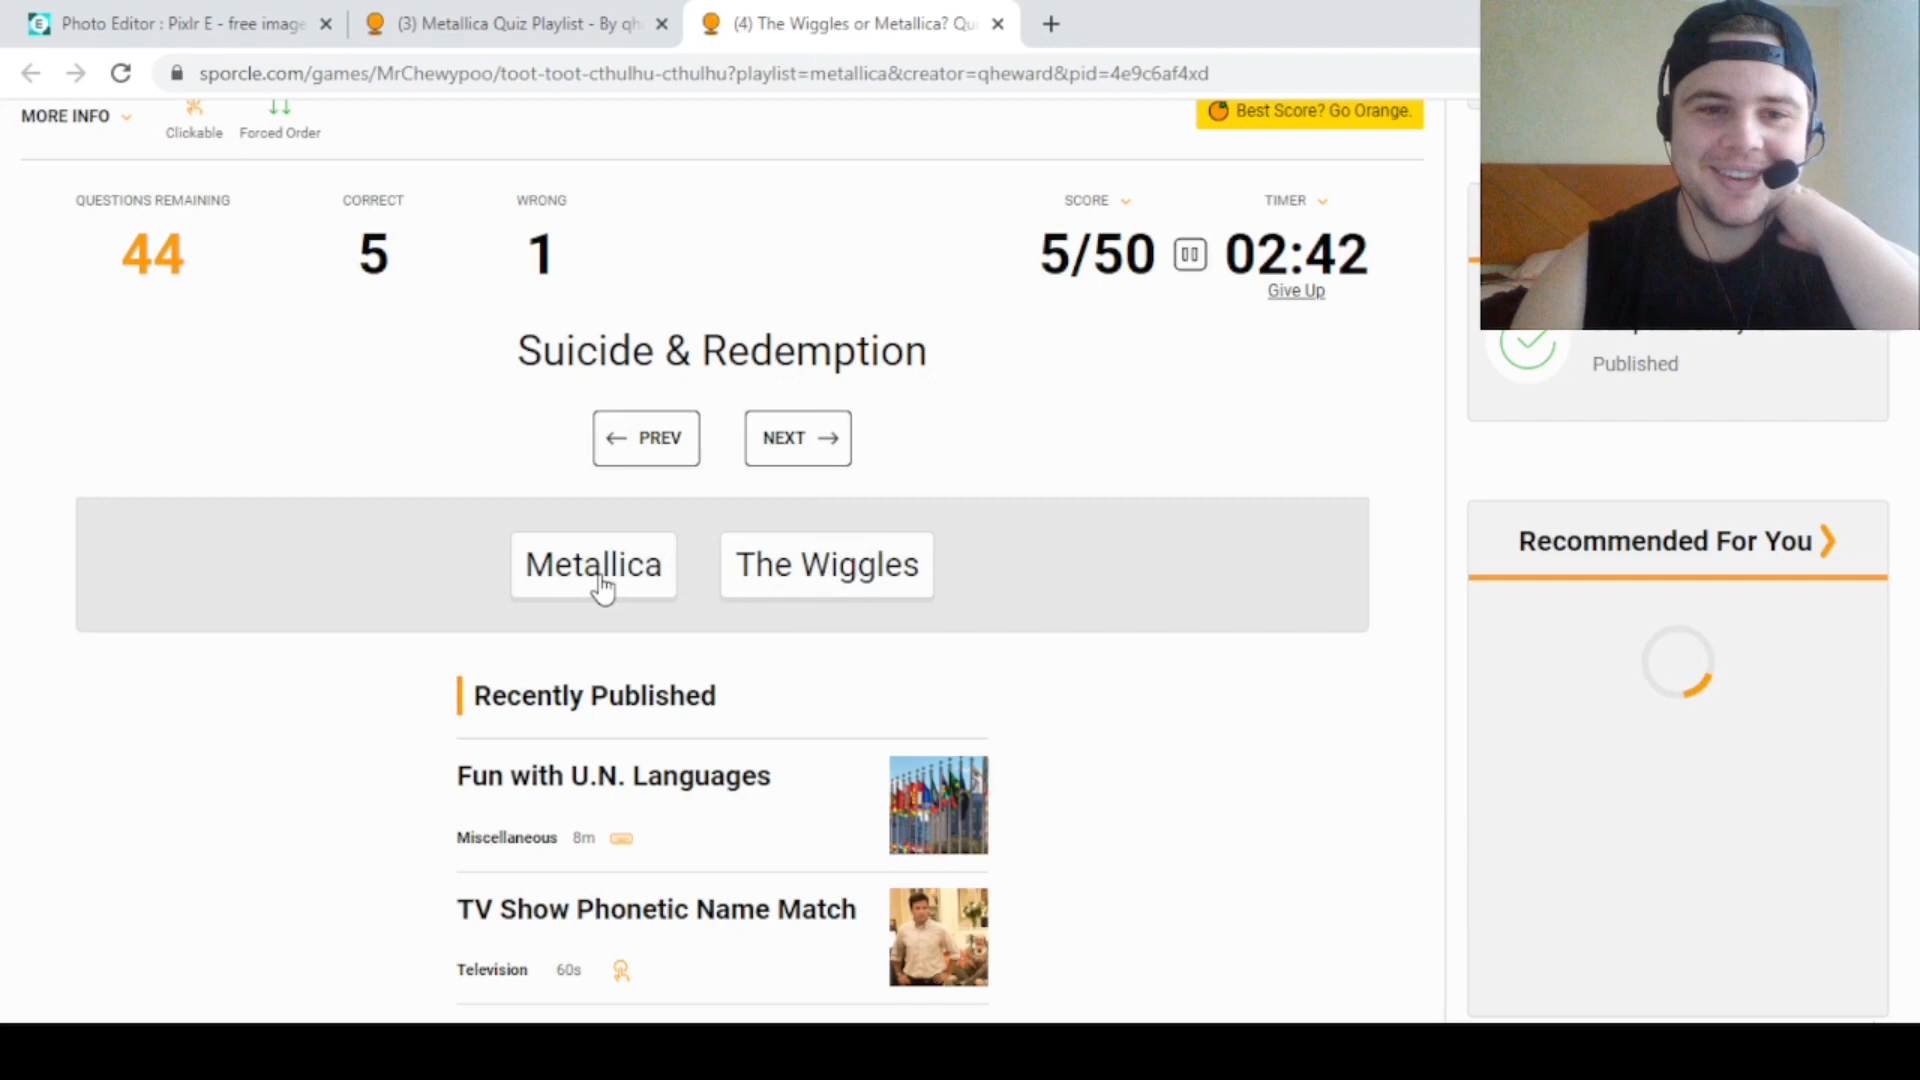 Photo Editor : Pixlr E - free image
(3) Metallica Quiz Playlist - By qh
(4) The Wiggles or Metallica? Qu
sporcle.com/games/MrChewypoo/toot-toot-cthulhu-cthulhu?playlist=metallica&creator=qheward&pid=4e9c6af4xd
MORE INFO
Clickable
Forced Order
Best Score? Go Orange.
QUESTIONS REMAINING
CORRECT
WRONG
SCORE
TIMER
44
5
1
5/50
02:42
Give Up
Suicide & Redemption
PREV
NEXT
Metallica
The Wiggles
Published
Recommended For You
Recently Published
Fun with U.N. Languages
Miscellaneous 8m
TV Show Phonetic Name Match
Television 60s